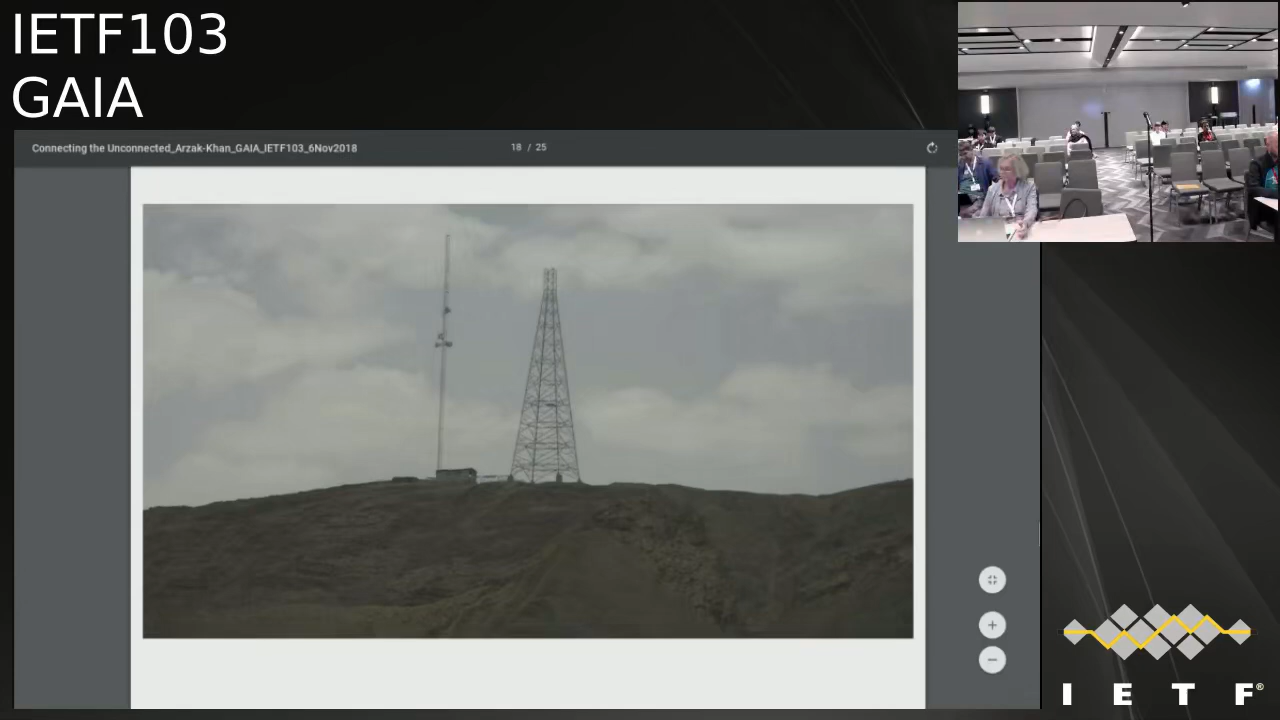 IETF103
GAIA
Connecting the Unconnected_Arzak-Khan_GAIA_IETF103_6Nov2018
18 / 25
I E T F®